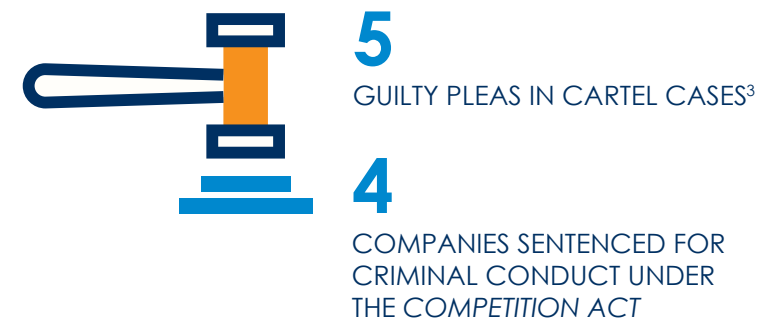 5
GUILTY PLEAS IN CARTEL CASES³
4
COMPANIES SENTENCED FOR
CRIMINAL CONDUCT UNDER
THE COMPETITION ACT